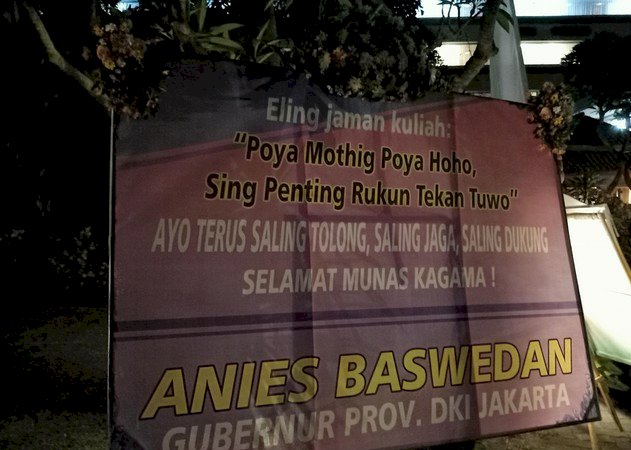 Eling jaman kuliah:
"Poya Mothig Poya Hoho,
Sing Penting Rukun Tekan Tuwo"
AYO TERUS SALING TOLONG, SALING JAGA, SALING DUKUNG
SELAMAT MUNAS KAGAMA !
ANIES BASWEDAN
GUBERNUR PROV. DKI JAKARTA